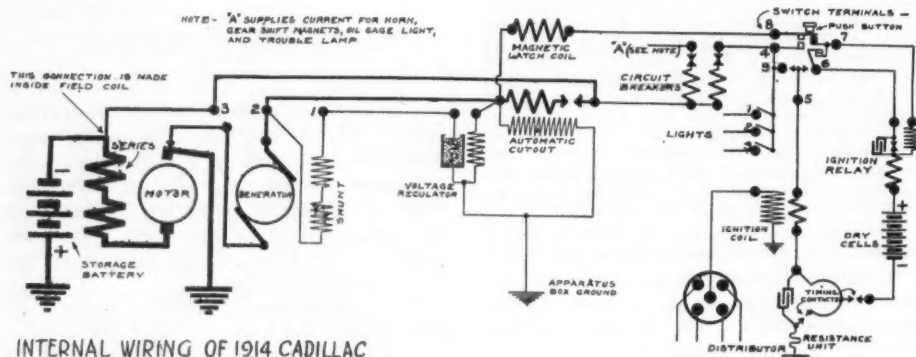 NOTE:- "A" SUPPLIES CURRENT FOR HORN,
GEAR SHIFT MAGNETS, OIL GAGE LIGHT,
AND TROUBLE LAMP
SWITCH TERMINALS -
PUSH BUTTON
8
7
MAGNETIC
LATCH COIL
"A" (SEE NOTE)
4
6
9
CIRCUIT
BREAKERS
5
THIS CONNECTION IS MADE
INSIDE FIELD COIL
3
2
1
SERIES
AUTOMATIC
CUTOUT
LIGHTS
1
2
3
IGNITION
RELAY
MOTOR
GENERATOR
SHUNT
VOLTAGE
REGULATOR
IGNITION
COIL
+
DRY
CELLS
-
-
+
STORAGE
BATTERY
APPARATUS
BOX GROUND
TIMING
CONTACTS
DISTRIBUTOR
RESISTANCE
UNIT
INTERNAL WIRING OF 1914 CADILLAC